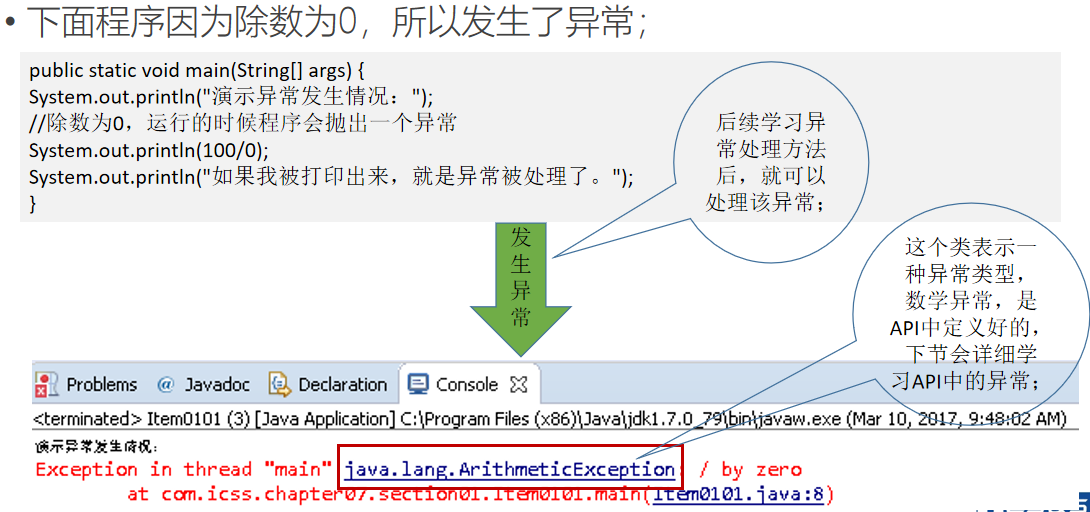 • 下面程序因为除数为0，所以发生了异常；
public static void main(String[] args) {
System.out.println("演示异常发生情况：");
//除数为0，运行的时候程序会抛出一个异常
System.out.println(100/0);
System.out.println("如果我被打印出来，就是异常被处理了。");
}
后续学习异
常处理方法
后，就可以
处理该异常；
发
生
异
常
这个类表示一
种异常类型，
数学异常，是
API中定义好的，
下节会详细学
习API中的异常；
Problems @ Javadoc Declaration Console
<terminated> Item0101 (3) [Java Application] C:\Program Files (x86)\Java\jdk1.7.0_79\bin\javaw.exe (Mar 10, 2017, 9:48:02 AM)
演示异常发生情况：
Exception in thread "main" java.lang.ArithmeticException: / by zero
at com.icss.chapter07.section01.Item0101.main(Item0101.java:8)